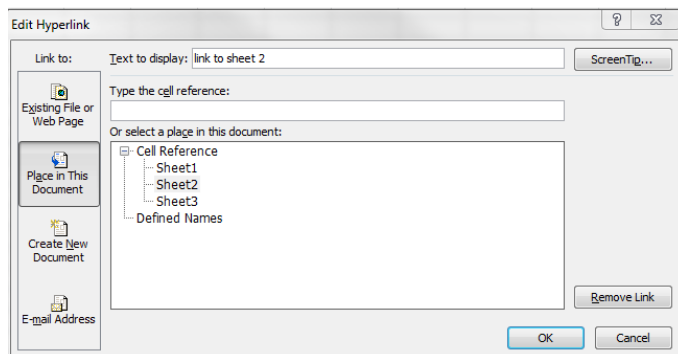 Edit Hyperlink
Link to:
Text to display: link to sheet 2
ScreenTip...
Existing File or
Web Page
Place in This
Document
Create New
Document
E-mail Address
Type the cell reference:
Or select a place in this document:
Cell Reference
Sheet1
Sheet2
Sheet3
Defined Names
Remove Link
OK
Cancel